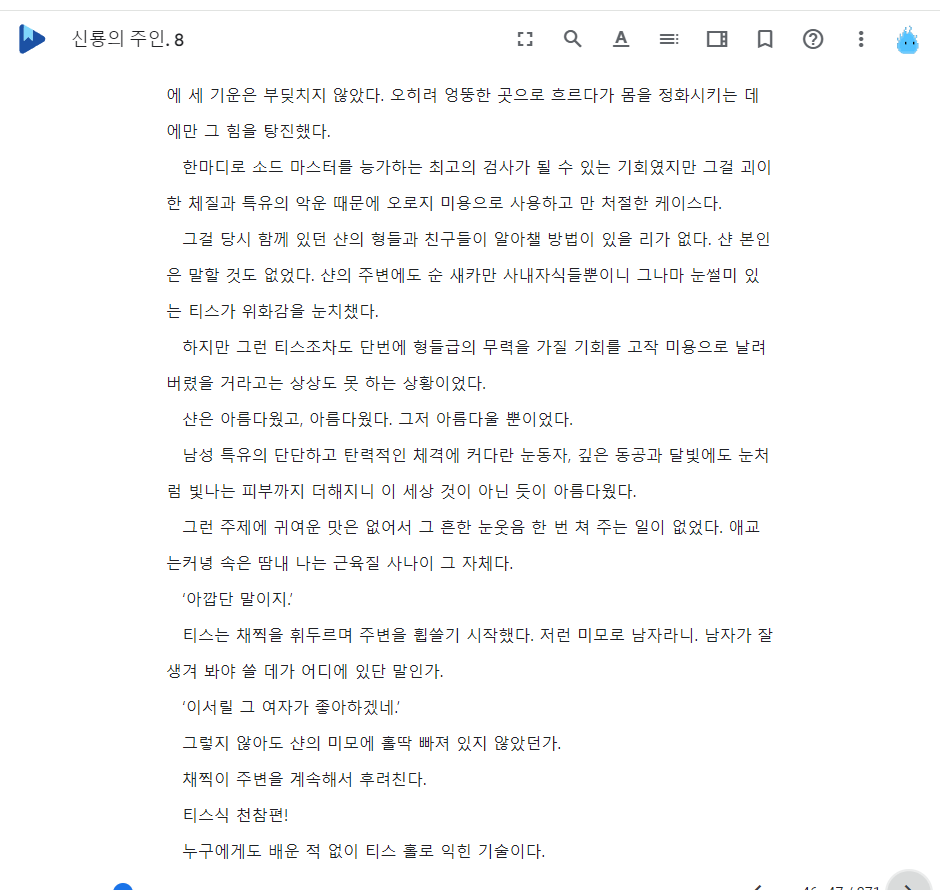 신룡의 주인. 8
에 세 기운은 부딪치지 않았다. 오히려 엉뚱한 곳으로 흐르다가 몸을 정화시키는 데
에만 그 힘을 탕진했다.
한마디로 소드 마스터를 능가하는 최고의 검사가 될 수 있는 기회였지만 그걸 괴이
한 체질과 특유의 악운 때문에 오로지 미용으로 사용하고 만 처절한 케이스다.
그걸 당시 함께 있던 샨의 형들과 친구들이 알아챌 방법이 있을 리가 없다. 샨 본인
은 말할 것도 없었다. 샨의 주변에도 순 새카만 사내자식들뿐이니 그나마 눈썰미 있
는 티스가 위화감을 눈치챘다.
하지만 그런 티스조차도 단번에 형들급의 무력을 가질 기회를 고작 미용으로 날려
버렸을 거라고는 상상도 못 하는 상황이었다.
샨은 아름다웠고, 아름다웠다. 그저 아름다울 뿐이었다.
남성 특유의 단단하고 탄력적인 체격에 커다란 눈동자, 깊은 동공과 달빛에도 눈처
럼 빛나는 피부까지 더해지니 이 세상 것이 아닌 듯이 아름다웠다.
그런 주제에 귀여운 맛은 없어서 그 흔한 눈웃음 한 번 쳐 주는 일이 없었다. 애교
는커녕 속은 땀내 나는 근육질 사나이 그 자체다.
‘아깝단 말이지.’
티스는 채찍을 휘두르며 주변을 휩쓸기 시작했다. 저런 미모로 남자라니. 남자가 잘
생겨 봐야 쓸 데가 어디에 있단 말인가.
‘이서릴 그 여자가 좋아하겠네.’
그렇지 않아도 샨의 미모에 홀딱 빠져 있지 않았던가.
채찍이 주변을 계속해서 후려친다.
티스식 천참편!
누구에게도 배운 적 없이 티스 홀로 익힌 기술이다.